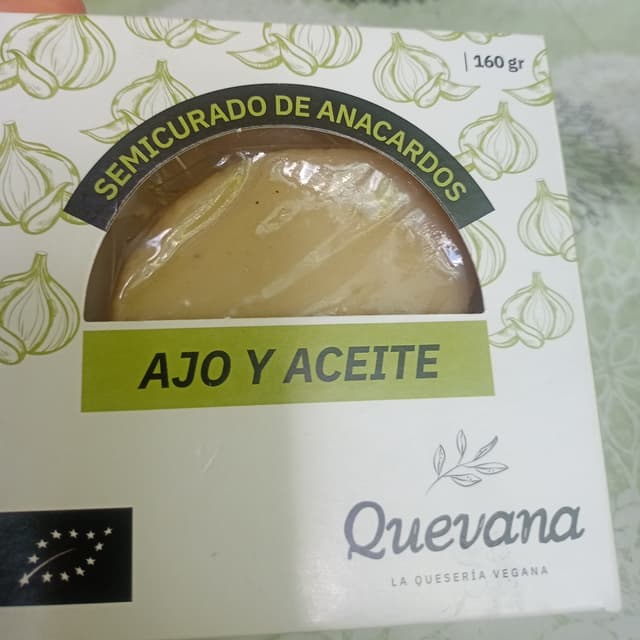 160 gr
SEMICURADO DE ANACARDOS
AJO Y ACEITE
Quevana
LA QUESERÍA VEGANA